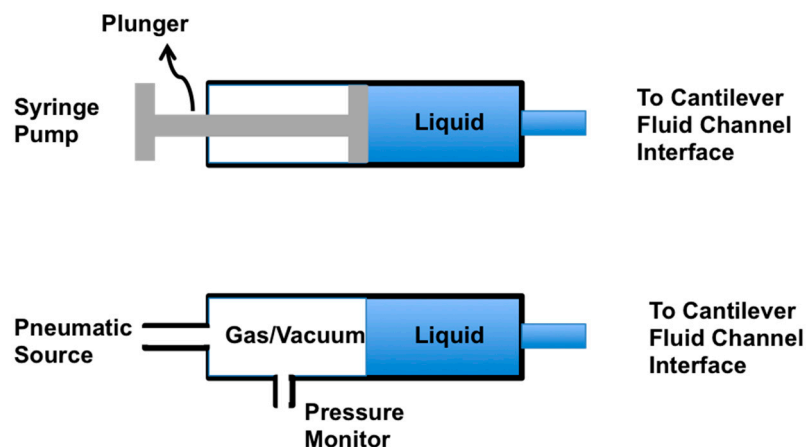 Plunger
Syringe
Pump
Liquid
To Cantilever
Fluid Channel
Interface
Pneumatic
Source
Gas/Vacuum
Liquid
To Cantilever
Fluid Channel
Interface
Pressure
Monitor